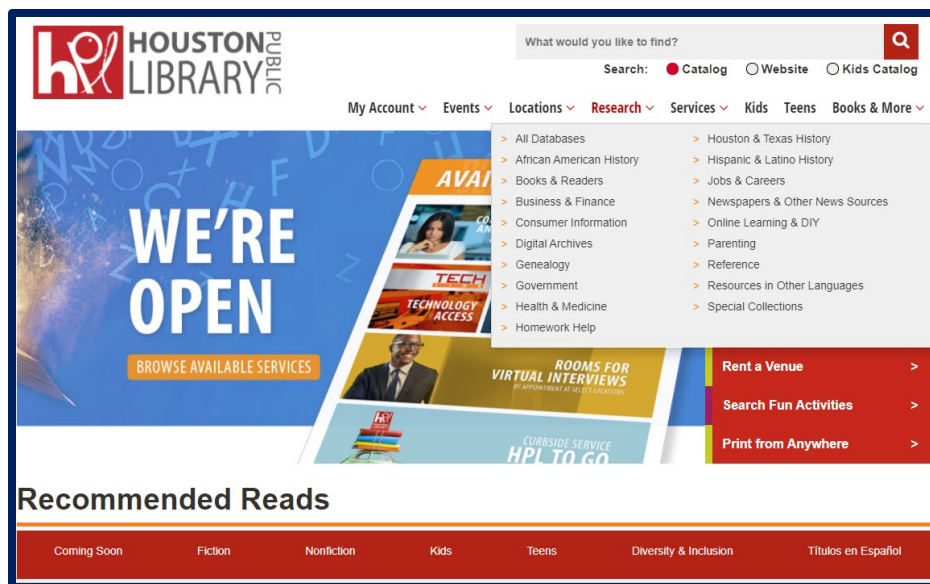 hpl HOUSTON PUBLIC
LIBRARY
What would you like to find?
Search: Catalog Website Kids Catalog
My Account Events Locations Research Services Kids Teens Books & More
> All Databases
> African American History
> Books & Readers
> Business & Finance
> Consumer Information
> Digital Archives
> Genealogy
> Government
> Health & Medicine
> Homework Help
> Houston & Texas History
> Hispanic & Latino History
> Jobs & Careers
> Newspapers & Other News Sources
> Online Learning & DIY
> Parenting
> Reference
> Resources in Other Languages
> Special Collections
WE'RE
OPEN
BROWSE AVAILABLE SERVICES
TECH
TECHNOLOGY
ACCESS
ROOMS FOR
VIRTUAL INTERVIEWS
BY APPOINTMENT AT SELECT LOCATIONS
CURBSIDE SERVICE
HPL TO GO
Rent a Venue >
Search Fun Activities >
Print from Anywhere >
Recommended Reads
Coming Soon Fiction Nonfiction Kids Teens Diversity & Inclusion Títulos en Español